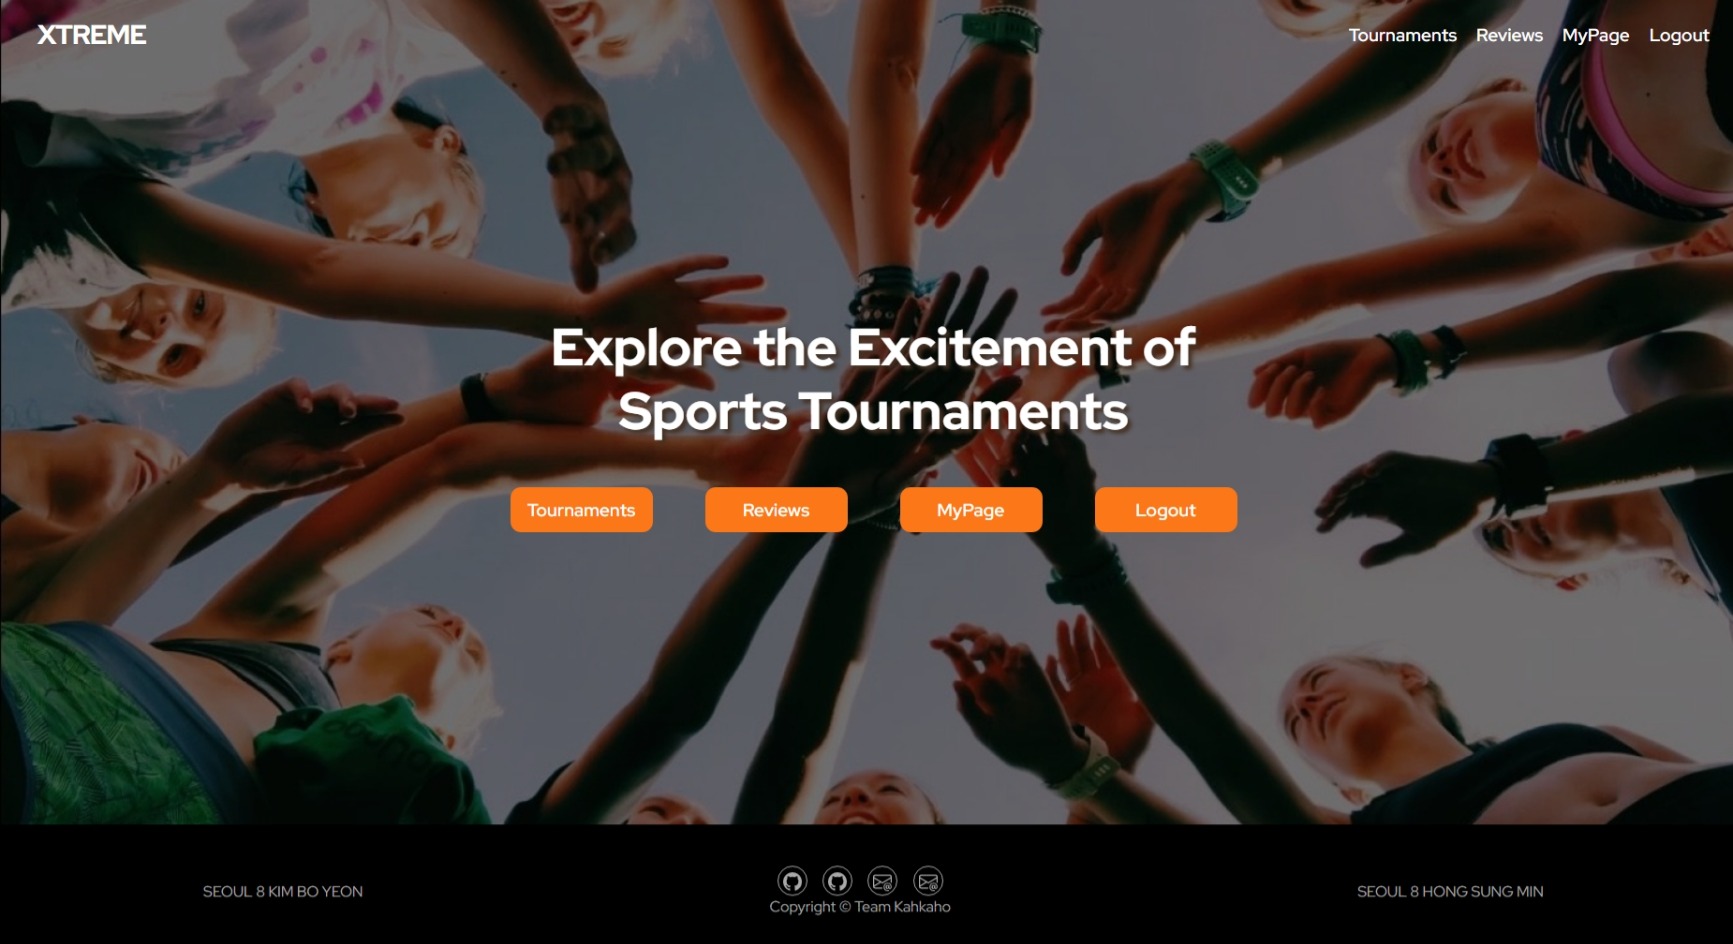 XTREME
Tournaments Reviews MyPage Logout
Explore the Excitement of
Sports Tournaments
Tournaments Reviews MyPage Logout
SEOUL 8 KIM BO YEON
Copyright © Team Kahkaho
SEOUL 8 HONG SUNG MIN